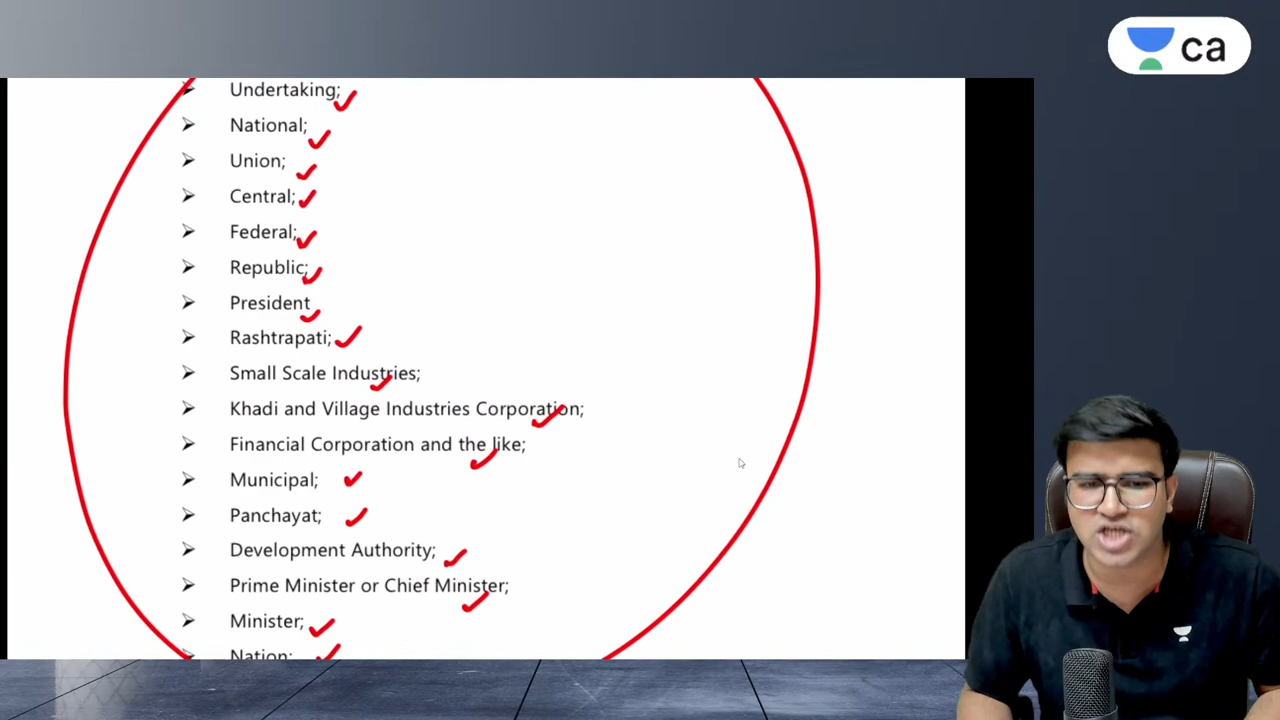 ca
Undertaking;
National;
Union;
Central;
Federal;
Republic;
President
Rashtrapati;
Small Scale Industries;
Khadi and Village Industries Corporation;
Financial Corporation and the like;
Municipal;
Panchayat;
Development Authority;
Prime Minister or Chief Minister;
Minister;
Nation;